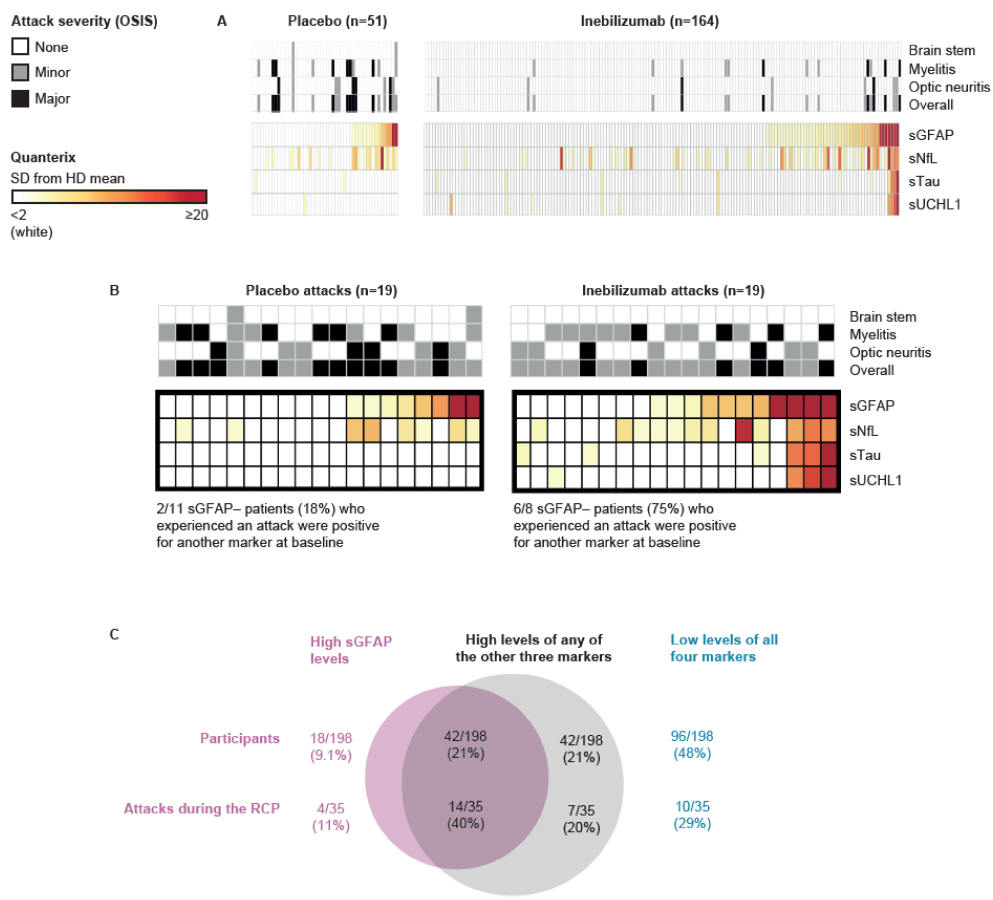 Attack severity (OSIS)
None
Minor
Major
Quanterix
SD from HD mean
<2
≥20
(white)
A
Placebo (n=51)
Inebilizumab (n=164)
Brain stem
Myelitis
Optic neuritis
Overall
sGFAP
sNfL
sTau
sUCHL1
B
Placebo attacks (n=19)
Inebilizumab attacks (n=19)
Brain stem
Myelitis
Optic neuritis
Overall
sGFAP
sNfL
sTau
sUCHL1
2/11 sGFAP– patients (18%) who
experienced an attack were positive
for another marker at baseline
6/8 sGFAP– patients (75%) who
experienced an attack were positive
for another marker at baseline
C
High sGFAP
levels
High levels of any of
the other three markers
Low levels of all
four markers
Participants
18/198
(9.1%)
42/198
(21%)
42/198
(21%)
96/198
(48%)
Attacks during the RCP
4/35
(11%)
14/35
(40%)
7/35
(20%)
10/35
(29%)